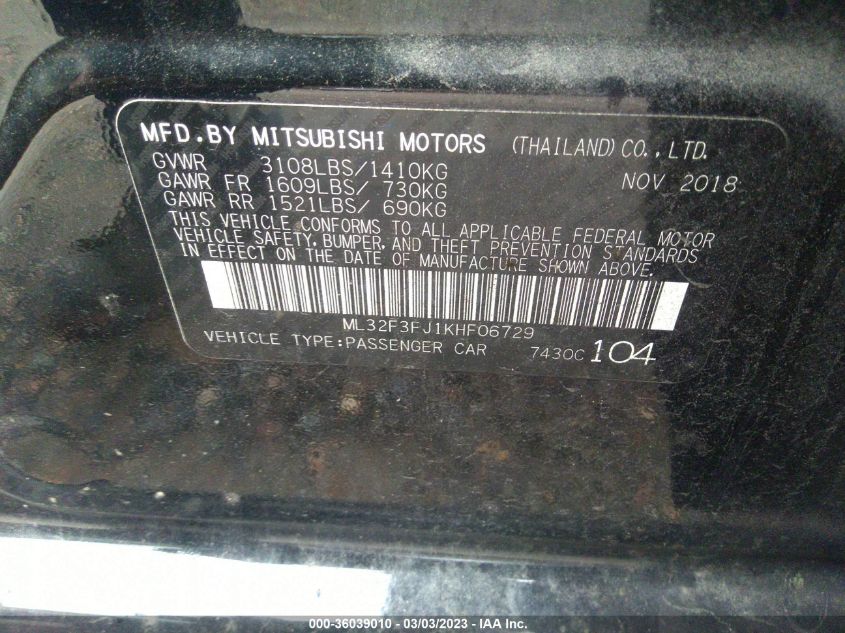 MFD.BY MITSUBISHI MOTORS (THAILAND) CO., LTD.
GVWR 3108LBS/1410KG NOV 2018
GAWR FR 1609LBS/ 730KG
GAWR RR 1521LBS/ 690KG
THIS VEHICLE CONFORMS TO ALL APPLICABLE FEDERAL MOTOR
VEHICLE SAFETY, BUMPER, AND THEFT PREVENTION STANDARDS
IN EFFECT ON THE DATE OF MANUFACTURE SHOWN ABOVE.
ML32F3FJ1KHF06729
VEHICLE TYPE:PASSENGER CAR 7430C 104
000-36039010 - 03/03/2023 - IAA Inc.